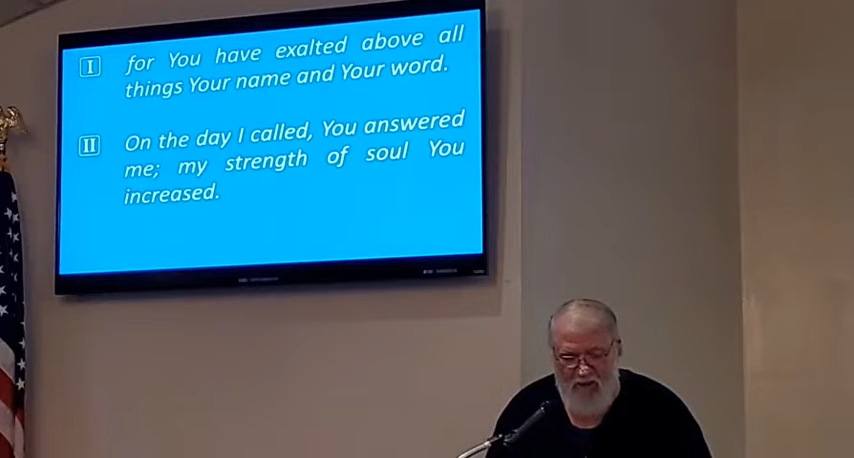 I for You have exalted above all
things Your name and Your word.
II On the day I called, You answered
me; my strength of soul You
increased.